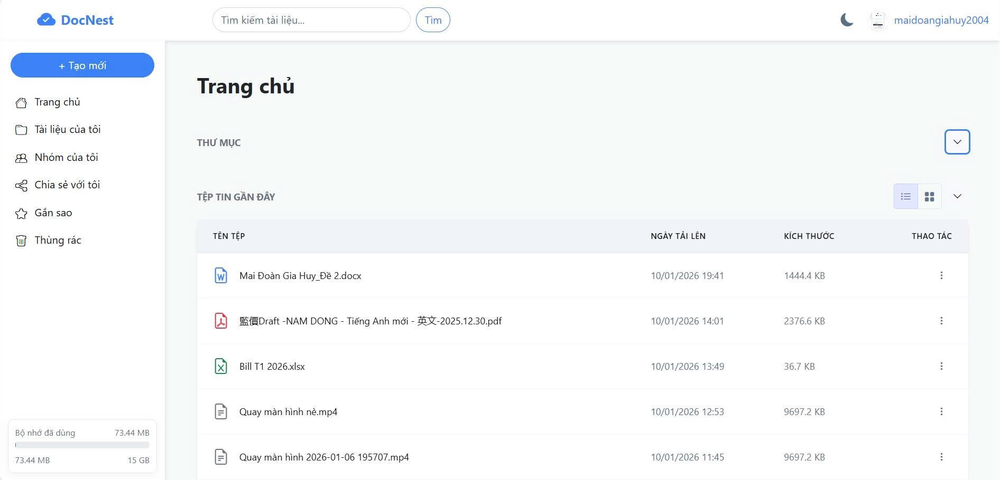 DocNest
Tìm kiếm tài liệu...
Tìm
maidoangiahuy2004
+ Tạo mới
Trang chủ
Tài liệu của tôi
Nhóm của tôi
Chia sẻ với tôi
Gắn sao
Thùng rác
Bộ nhớ đã dùng 73.44 MB
73.44 MB 15 GB
Trang chủ
THƯ MỤC
TỆP TIN GẦN ĐÂY
TÊN TỆP NGÀY TẢI LÊN KÍCH THƯỚC THAO TÁC
Mai Đoàn Gia Huy_Đề 2.docx 10/01/2026 19:41 1444.4 KB
監價Draft -NAM DONG - Tiếng Anh mới - 英文-2025.12.30.pdf 10/01/2026 14:01 2376.6 KB
Bill T1 2026.xlsx 10/01/2026 13:49 36.7 KB
Quay màn hình nè.mp4 10/01/2026 12:53 9697.2 KB
Quay màn hình 2026-01-06 195707.mp4 10/01/2026 11:45 9697.2 KB